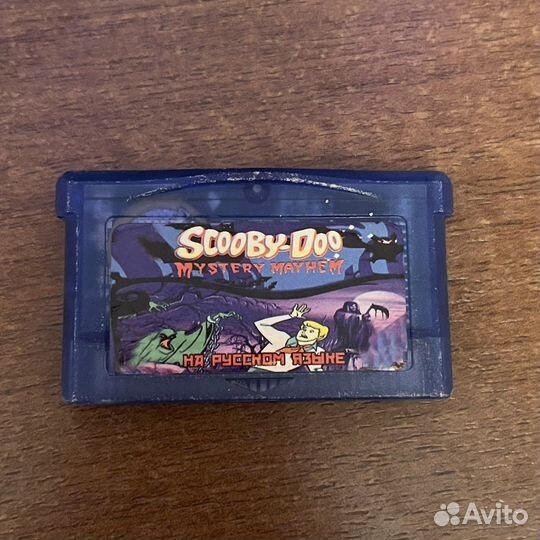 SCOOBY-DOO!
MYSTERY MAYHEM
НА РУССКОМ ЯЗЫКЕ
Avito